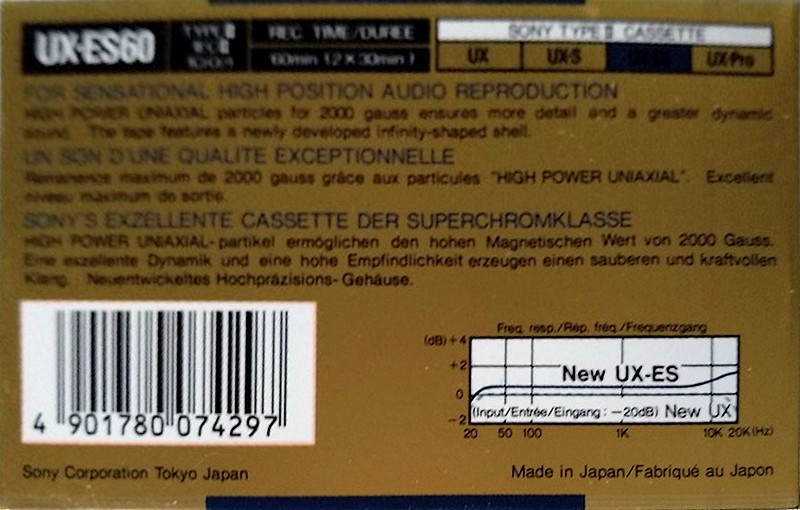 UX-ES60
TYPE II
IEC II
REC. TIME/DUREE
60min (2 X 30min)
SONY TYPE II CASSETTE
UX UX-S UX-Pro
FOR SENSATIONAL HIGH POSITION AUDIO REPRODUCTION
HIGH POWER UNIAXIAL particles for 2000 gauss ensures more detail and a greater dynamic
sound. The tape features a newly developed infinity-shaped shell.
UN SON D'UNE QUALITE EXCEPTIONNELLE
Remanence maximum de 2000 gauss grâce aux particules "HIGH POWER UNIAXIAL". Excellent
niveau maximum de sortie.
SONY'S EXZELLENTE CASSETTE DER SUPERCHROMKLASSE
HIGH POWER UNIAXIAL-partikel ermöglichen den hohen Magnetischen Wert von 2000 Gauss.
Eine exzellente Dynamik und eine hohe Empfindlichkeit erzeugen einen sauberen und kraftvollen
Klang. Neuentwickeltes Hochpräzisions-Gehäuse.
4 901780 074297
Freq. resp./Rép. fréq./Frequenzgang
(dB) +4
+2
0
-2
New UX-ES
(Input/Entrée/Eingang : -20dB) New UX
20 50 100 1K 10K 20K(Hz)
Sony Corporation Tokyo Japan
Made in Japan/Fabriqué au Japon